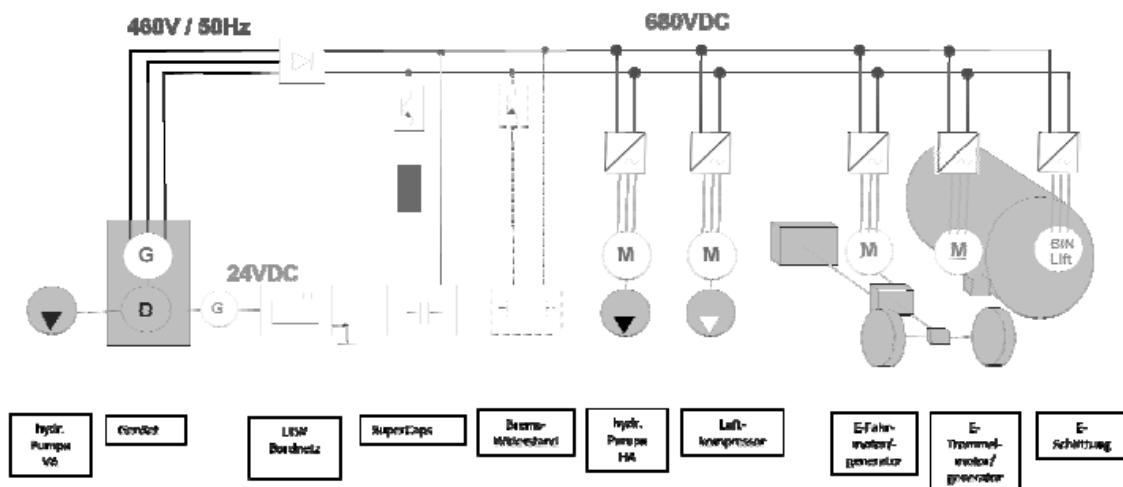 460V / 50Hz
680VDC
G
D
24VDC
G
M
M
M
M
BIN
Lift
hydr.
Pumpe
VA
GenSet
LKW
Bordnetz
SuperCaps
Brems-
Widerstand
hydr.
Pumpe
HA
Luft-
kompressor
E-Fahr-
motor/-
generator
E-
Trommel-
motor/
generator
E-
Schüttung